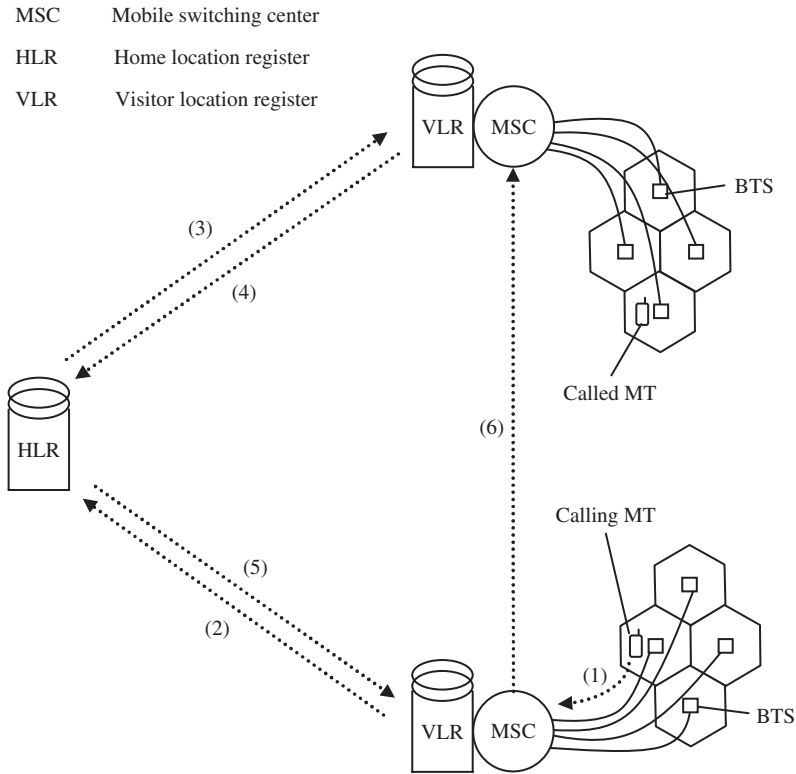 MSC Mobile switching center
HLR Home location register
VLR Visitor location register
VLR
MSC
BTS
(3)
(4)
Called MT
HLR
(6)
Calling MT
(5)
(2)
(1)
VLR
MSC
BTS